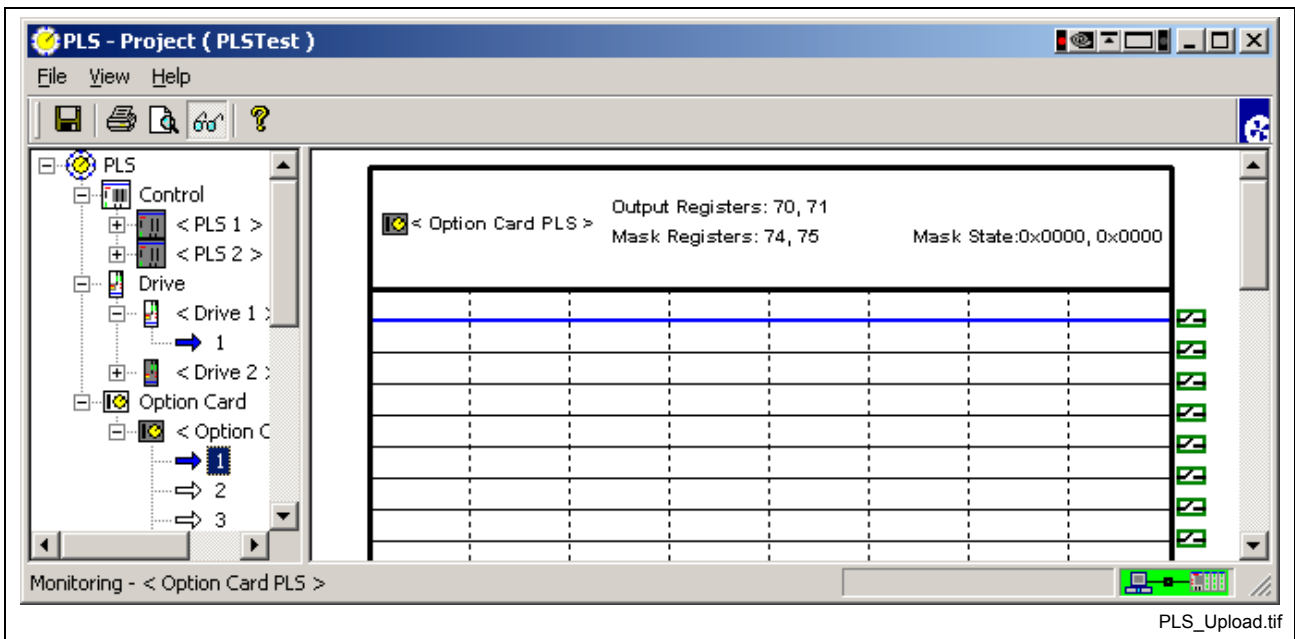 PLS - Project ( PLSTest )
File View Help
PLS
Control
< PLS 1 >
< PLS 2 >
Drive
< Drive 1 >
1
< Drive 2 >
Option Card
< Option C
1
2
3
< Option Card PLS >
Output Registers: 70, 71
Mask Registers: 74, 75
Mask State:0x0000, 0x0000
Monitoring - < Option Card PLS >
PLS_Upload.tif